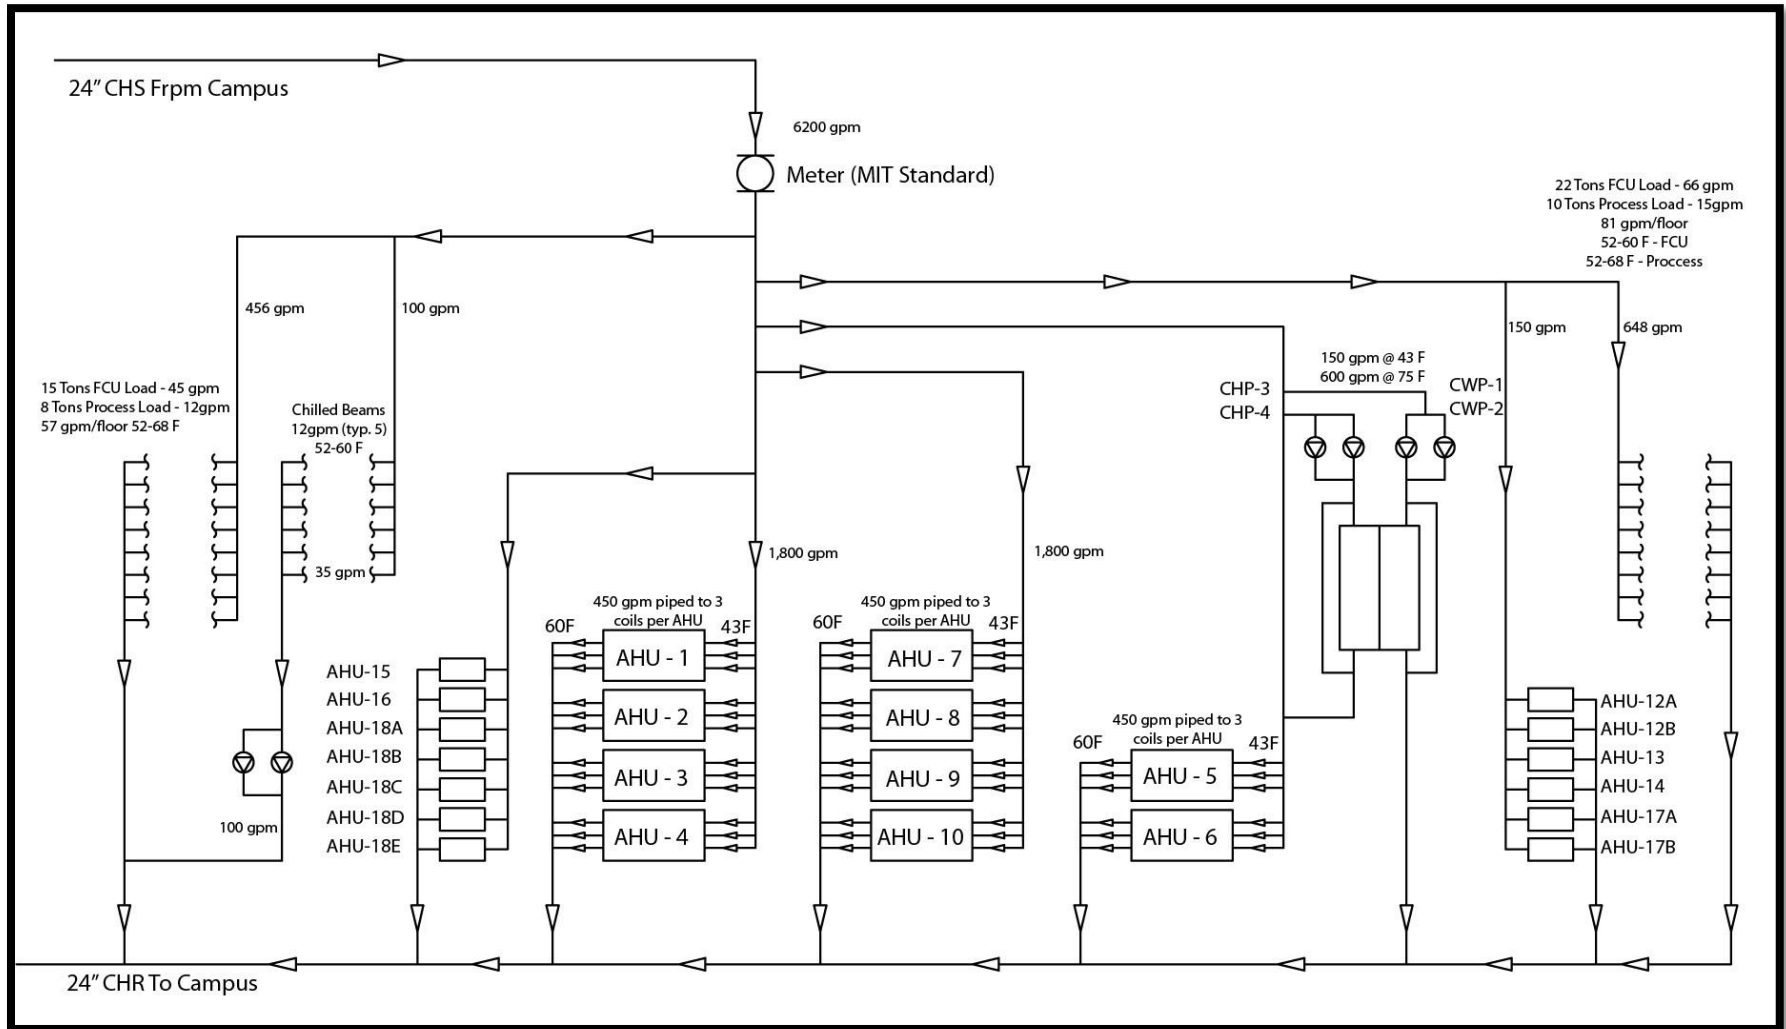 24" CHS Frpm Campus
6200 gpm
Meter (MIT Standard)
22 Tons FCU Load - 66 gpm
10 Tons Process Load - 15gpm
81 gpm/floor
52-60 F - FCU
52-68 F - Proccess
456 gpm
100 gpm
150 gpm
648 gpm
15 Tons FCU Load - 45 gpm
8 Tons Process Load - 12gpm
57 gpm/floor 52-68 F
Chilled Beams
12gpm (typ. 5)
52-60 F
35 gpm
150 gpm @ 43 F
600 gpm @ 75 F
CHP-3
CHP-4
CWP-1
CWP-2
1,800 gpm
1,800 gpm
450 gpm piped to 3
coils per AHU
60F
43F
AHU - 1
AHU - 2
AHU - 3
AHU - 4
450 gpm piped to 3
coils per AHU
60F
43F
AHU - 7
AHU - 8
AHU - 9
AHU - 10
450 gpm piped to 3
coils per AHU
60F
43F
AHU - 5
AHU - 6
AHU-15
AHU-16
AHU-18A
AHU-18B
AHU-18C
AHU-18D
AHU-18E
100 gpm
AHU-12A
AHU-12B
AHU-13
AHU-14
AHU-17A
AHU-17B
24" CHR To Campus